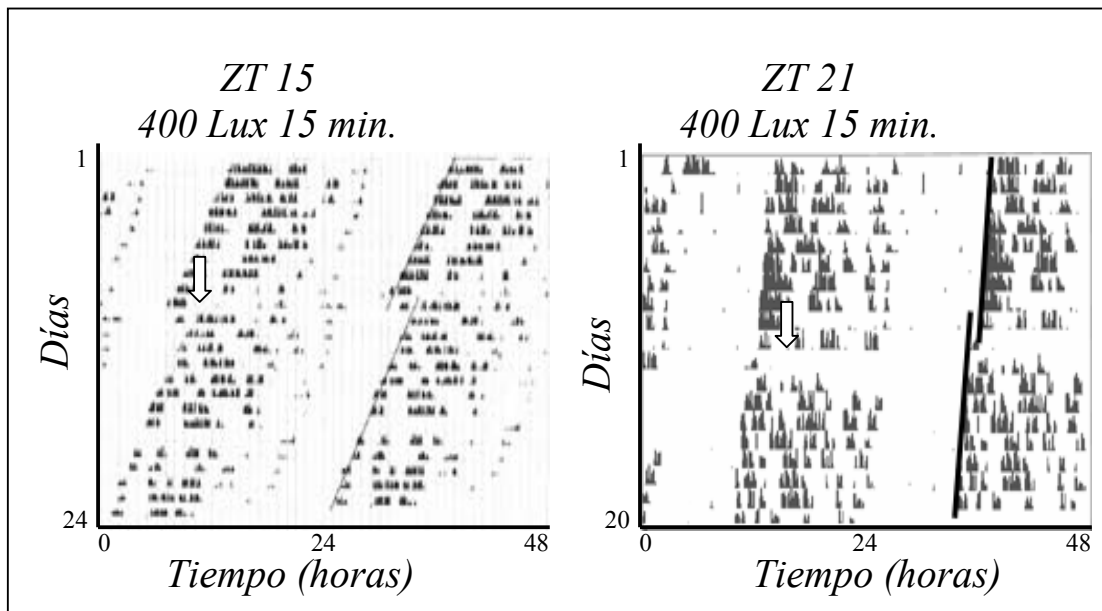 ZT 15
400 Lux 15 min.
1
Días
24
0
24
48
Tiempo (horas)
ZT 21
400 Lux 15 min.
1
Días
20
0
24
48
Tiempo (horas)